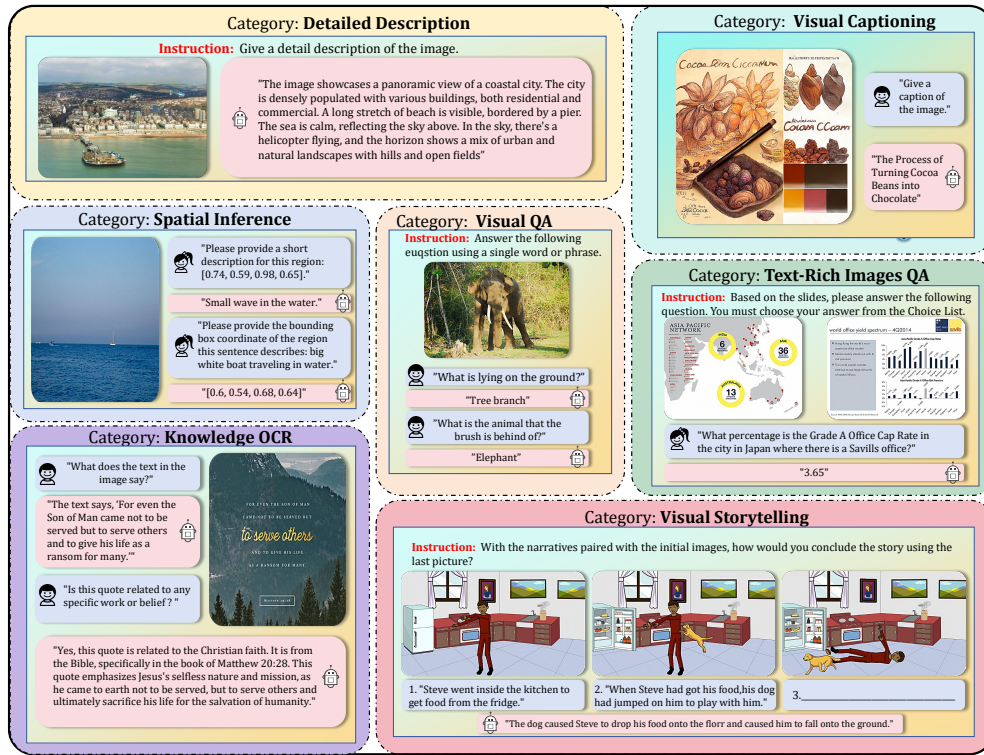 Category: Detailed Description
Instruction: Give a detail description of the image.
"The image showcases a panoramic view of a coastal city. The city
is densely populated with various buildings, both residential and
commercial. A long stretch of beach is visible, bordered by a pier.
The sea is calm, reflecting the sky above. In the sky, there's a
helicopter flying, and the horizon shows a mix of urban and
natural landscapes with hills and open fields"
Category: Visual Captioning
"Give a
caption of
the image."
"The Process of
Turning Cocoa
Beans into
Chocolate"
Category: Spatial Inference
"Please provide a short
description for this region:
[0.74, 0.59, 0.98, 0.65]."
"Small wave in the water."
"Please provide the bounding
box coordinate of the region
this sentence describes: big
white boat traveling in water."
"[0.6, 0.54, 0.68, 0.64]"
Category: Visual QA
Instruction: Answer the following
euqstion using a single word or phrase.
"What is lying on the ground?"
"Tree branch"
"What is the animal that the
brush is behind of?"
"Elephant"
Category: Text-Rich Images QA
Instruction: Based on the slides, please answer the following
question. You must choose your answer from the Choice List.
ASIA PACIFIC
NETWORK
6
36
13
world office yield spectrum – 4Q2014
savills
"What percentage is the Grade A Office Cap Rate in
the city in Japan where there is a Savills office?"
"3.65"
Category: Knowledge OCR
"What does the text in the
image say?"
"The text says, 'For even the
Son of Man came not to be
served but to serve others
and to give his life as a
ransom for many.'"
"Is this quote related to any
specific work or belief ? "
FOR EVEN THE SON OF MAN
CAME NOT TO BE SERVED BUT
to serve others
AND TO GIVE HIS LIFE
AS A RANSOM FOR MANY
"Yes, this quote is related to the Christian faith. It is from
the Bible, specifically in the book of Matthew 20:28. This
quote emphasizes Jesus's selfless nature and mission, as
he came to earth not to be served, but to serve others and
ultimately sacrifice his life for the salvation of humanity."
Category: Visual Storytelling
Instruction: With the narratives paired with the initial images, how would you conclude the story using the
last picture?
1. "Steve went inside the kitchen to
get food from the fridge."
2. "When Steve had got his food,his dog
had jumped on him to play with him."
3.
"The dog caused Steve to drop his food onto the florr and caused him to fall onto the ground."